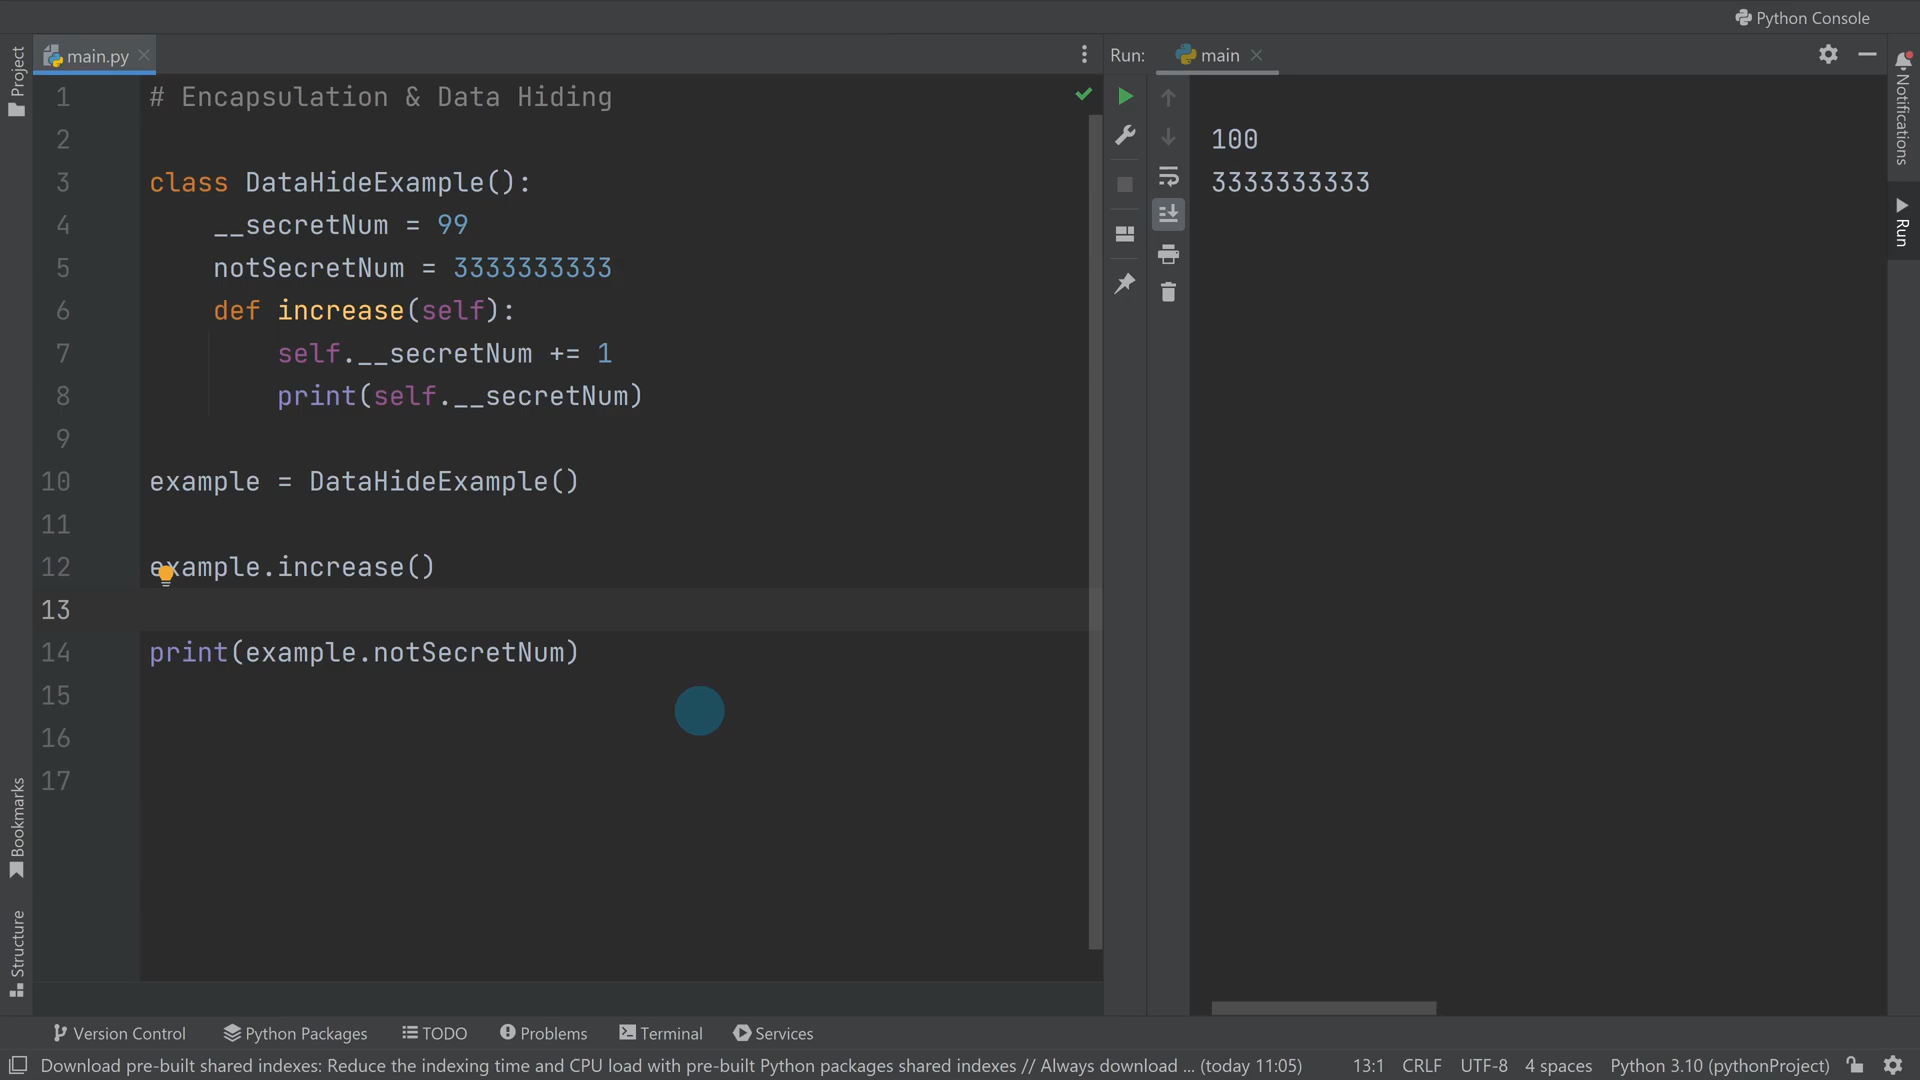 Python Console
Project
main.py
Run:
main
Notifications
Run
1 # Encapsulation & Data Hiding
2
3 class DataHideExample():
4 __secretNum = 99
5 notSecretNum = 3333333333
6 def increase(self):
7 self.__secretNum += 1
8 print(self.__secretNum)
9
10 example = DataHideExample()
11
12 example.increase()
13
14 print(example.notSecretNum)
15
16
17
100
3333333333
Bookmarks
Structure
Version Control
Python Packages
TODO
Problems
Terminal
Services
Download pre-built shared indexes: Reduce the indexing time and CPU load with pre-built Python packages shared indexes // Always download ... (today 11:05)
13:1
CRLF
UTF-8
4 spaces
Python 3.10 (pythonProject)